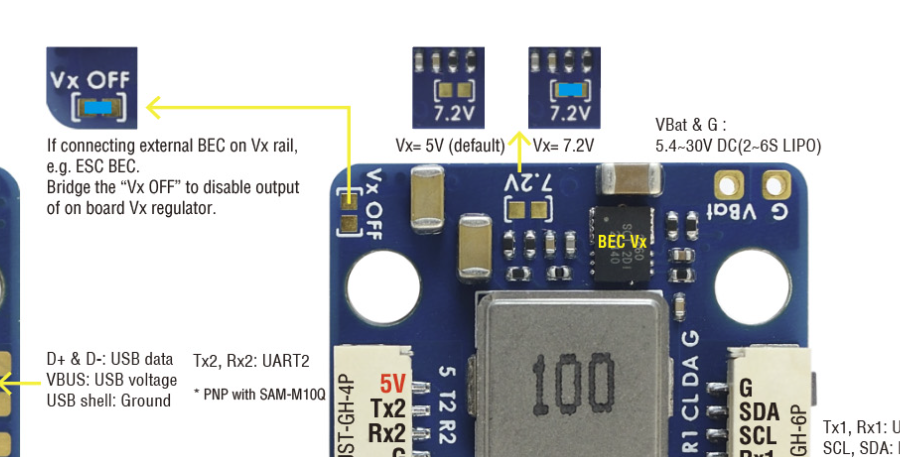 Vx OFF
7.2V
7.2V
If connecting external BEC on Vx rail,
e.g. ESC BEC.
Bridge the “Vx OFF” to disable output
of on board Vx regulator.
Vx= 5V (default)
Vx= 7.2V
VBat & G :
5.4~30V DC(2~6S LIPO)
Vx OFF
7.2V
VBat
G
BEC Vx
100
D+ & D-: USB data
VBUS: USB voltage
USB shell: Ground
Tx2, Rx2: UART2
* PNP with SAM-M10Q
JST-GH-4P
5V
Tx2
Rx2
G
5 T2 R2
R1 CL DA G
G
SDA
SCL
Rx1
GH-6P
Tx1, Rx1: U
SCL, SDA: